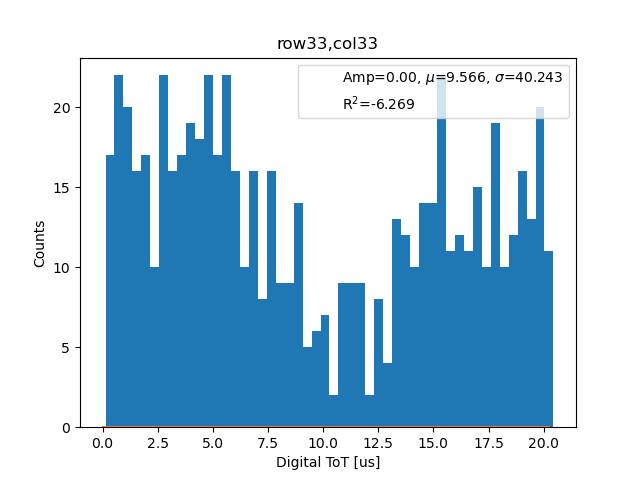 row33,col33
Amp=0.00, μ=9.566, σ=40.243
R²=-6.269
20
15
10
5
0
Counts
0.0 2.5 5.0 7.5 10.0 12.5 15.0 17.5 20.0
Digital ToT [us]